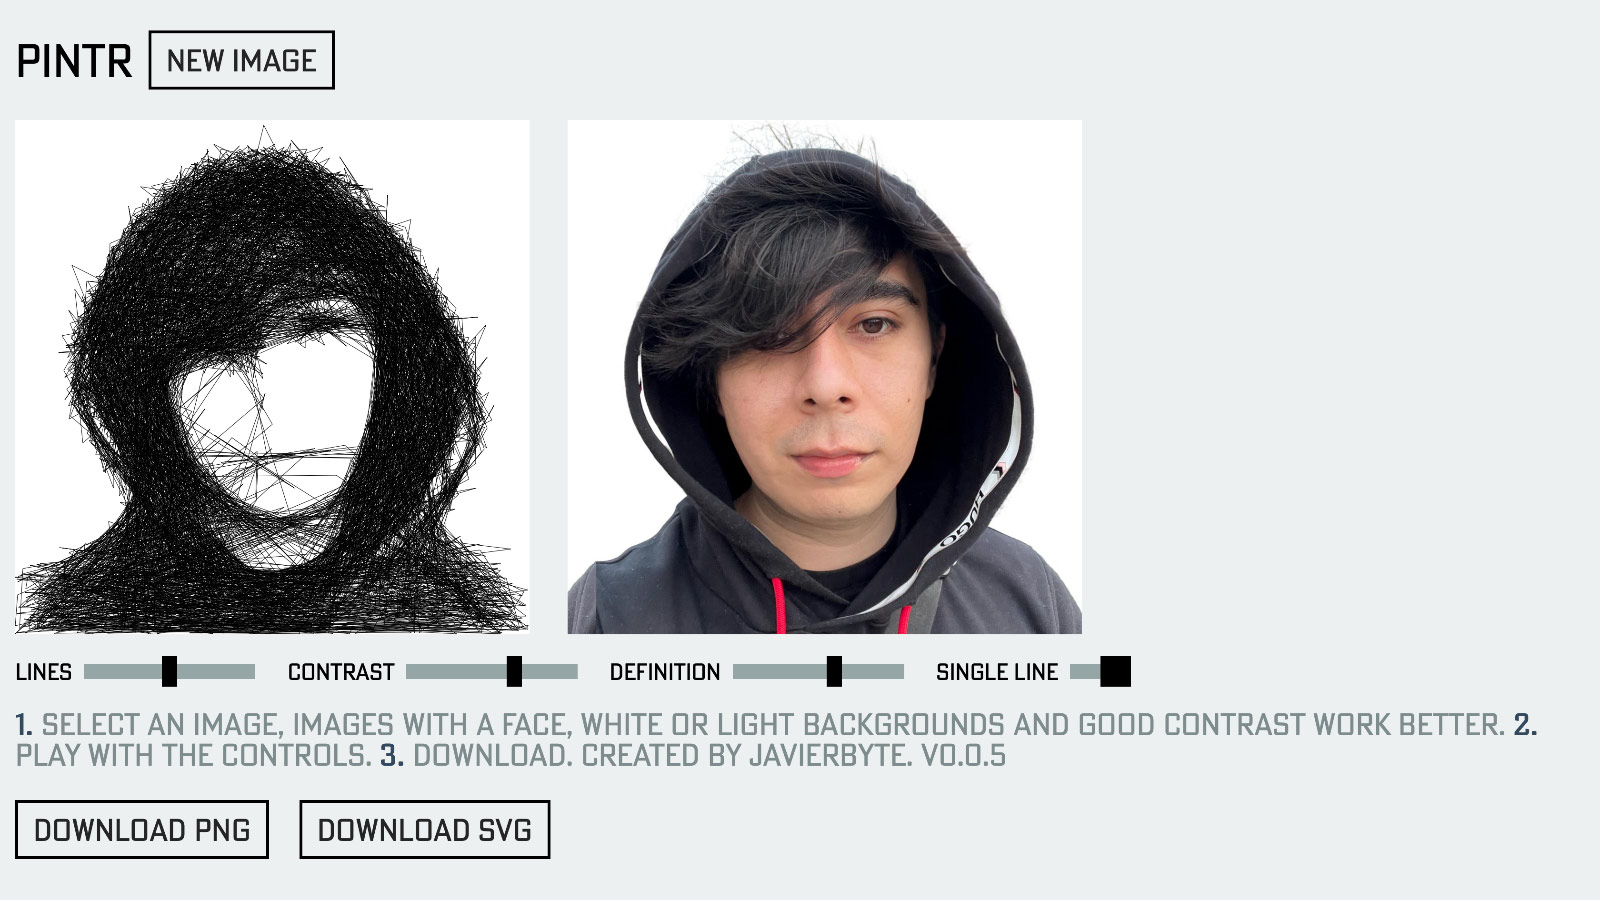 PINTR NEW IMAGE
HUGO
LINES CONTRAST DEFINITION SINGLE LINE
1. SELECT AN IMAGE, IMAGES WITH A FACE, WHITE OR LIGHT BACKGROUNDS AND GOOD CONTRAST WORK BETTER. 2.
PLAY WITH THE CONTROLS. 3. DOWNLOAD. CREATED BY JAVIERBYTE. V0.0.5
DOWNLOAD PNG DOWNLOAD SVG